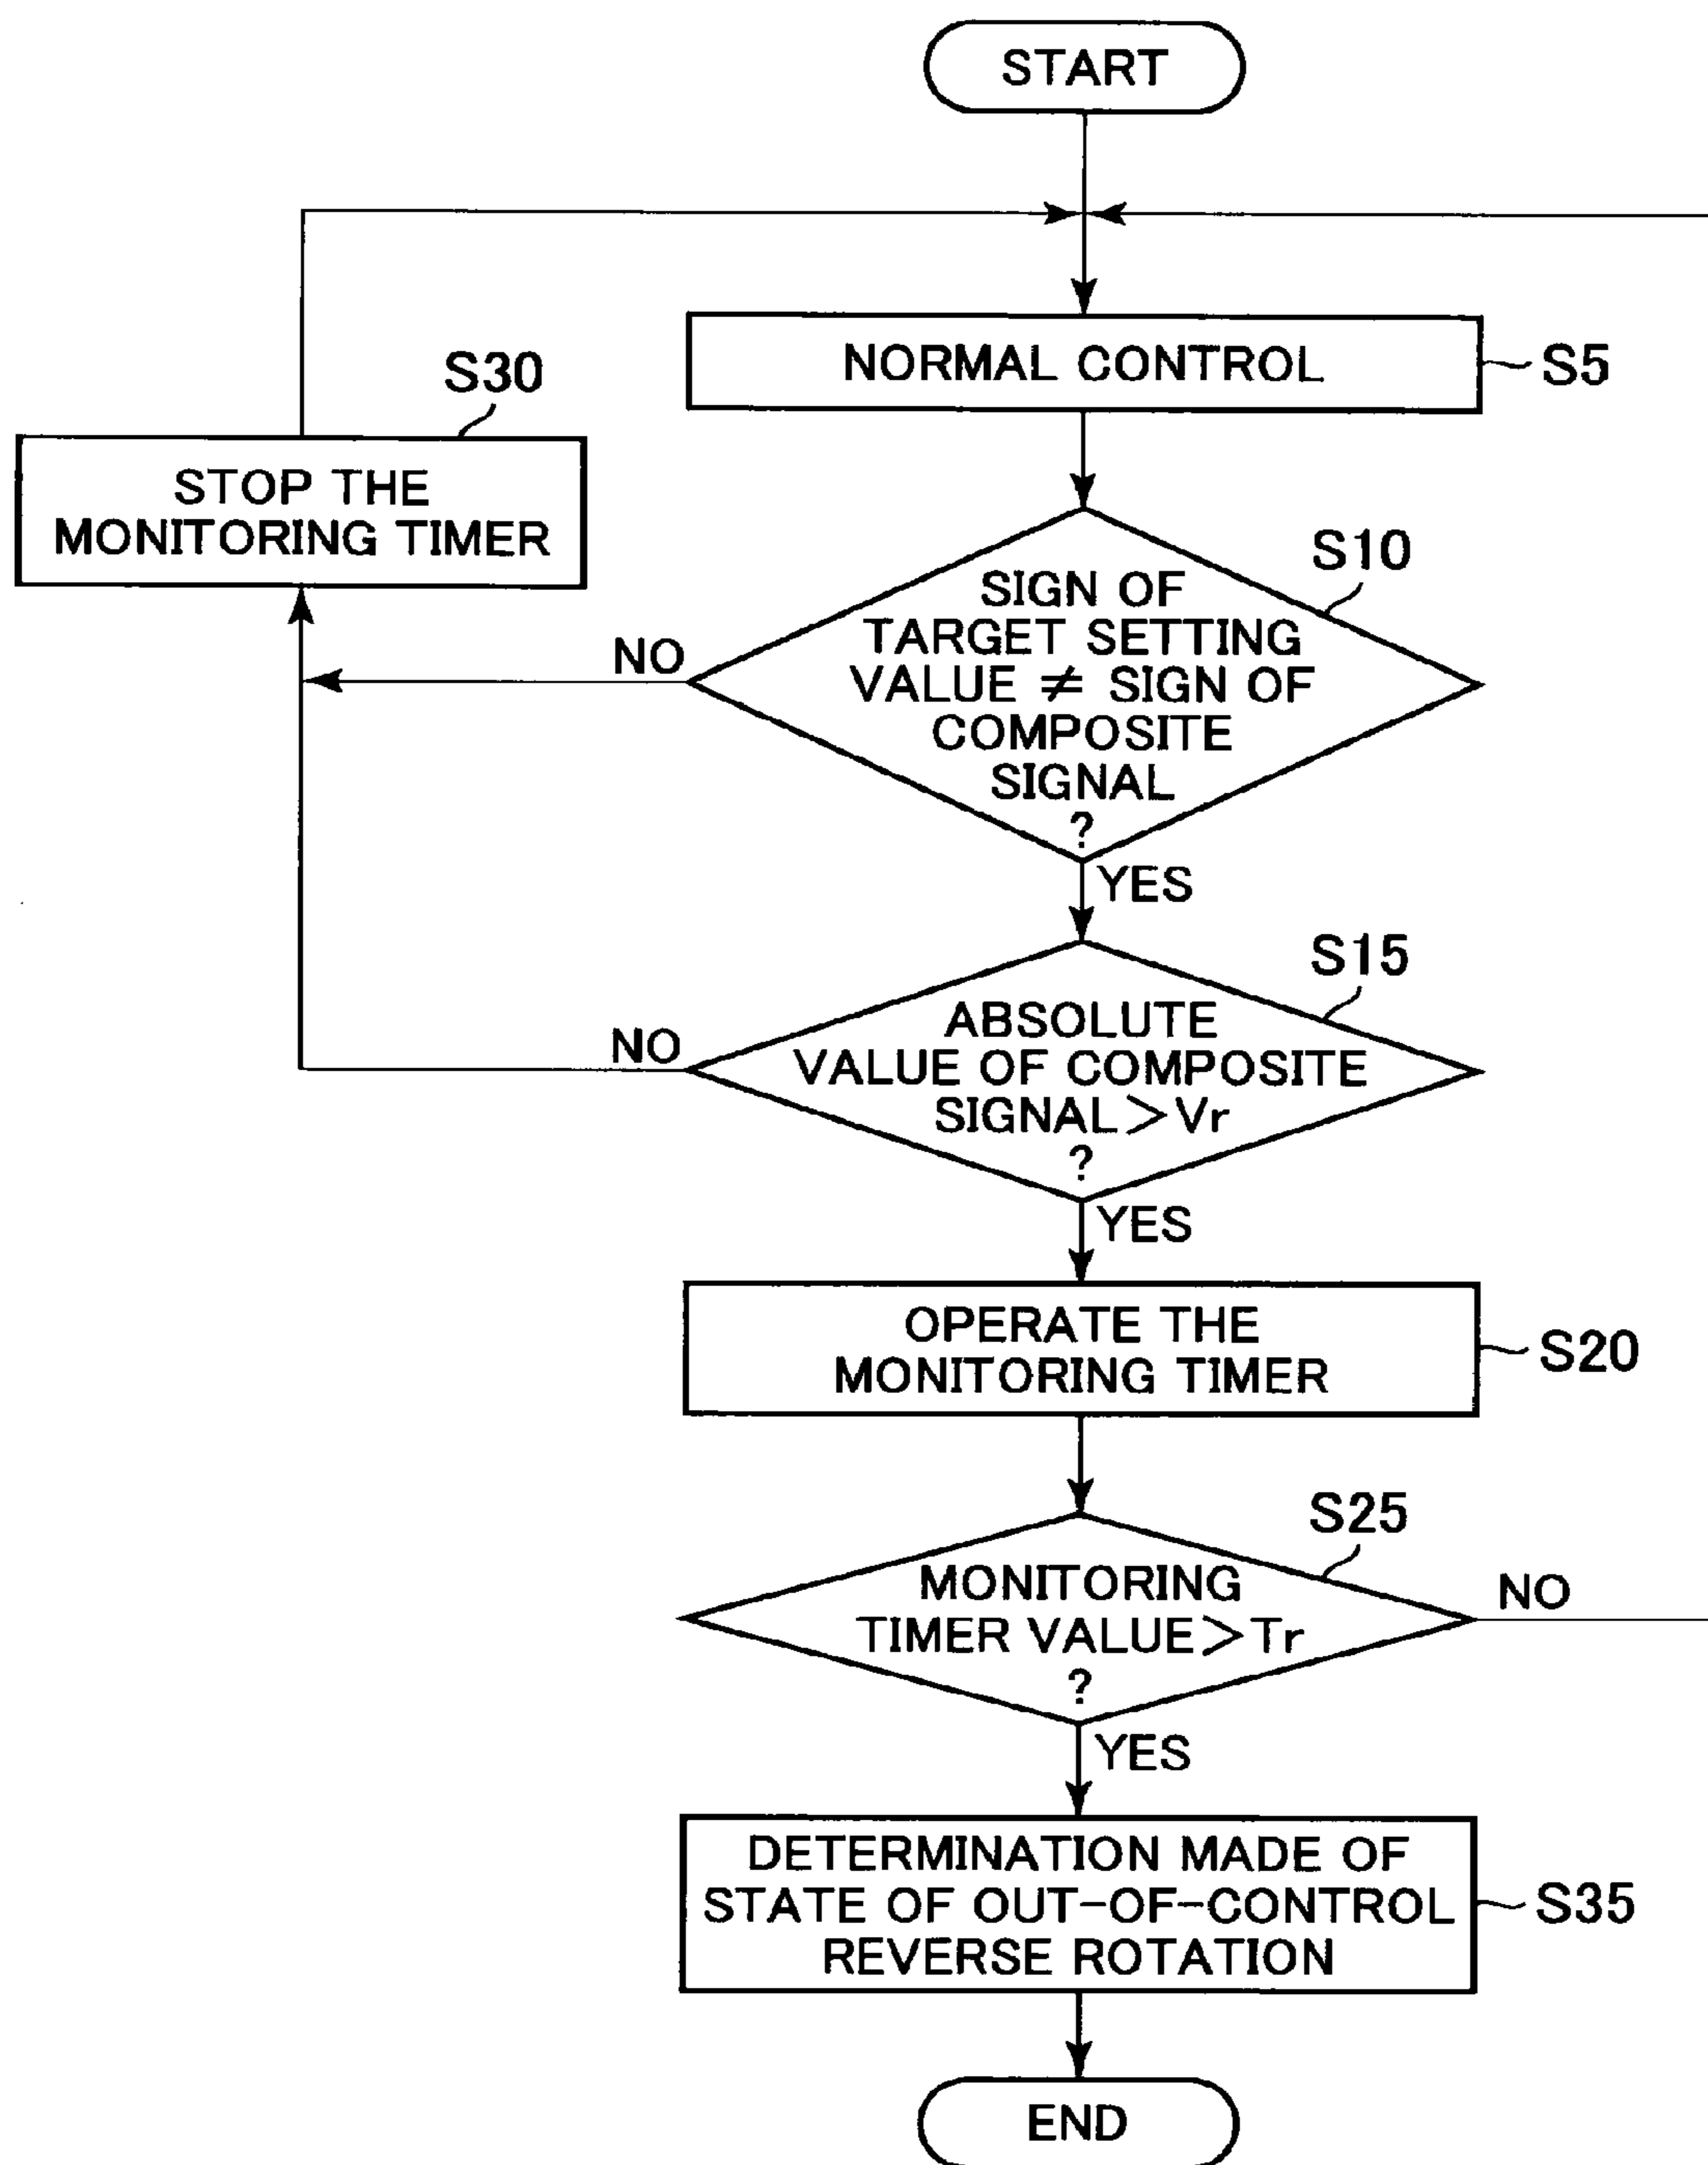 START
NORMAL CONTROL
S5
S30
STOP THE
MONITORING TIMER
S10
SIGN OF
TARGET SETTING
VALUE ≠ SIGN OF
COMPOSITE
SIGNAL
?
NO
YES
S15
ABSOLUTE
VALUE OF COMPOSITE
SIGNAL>Vr
?
NO
YES
OPERATE THE
MONITORING TIMER
S20
S25
MONITORING
TIMER VALUE>Tr
?
NO
YES
DETERMINATION MADE OF
STATE OF OUT-OF-CONTROL
REVERSE ROTATION
S35
END